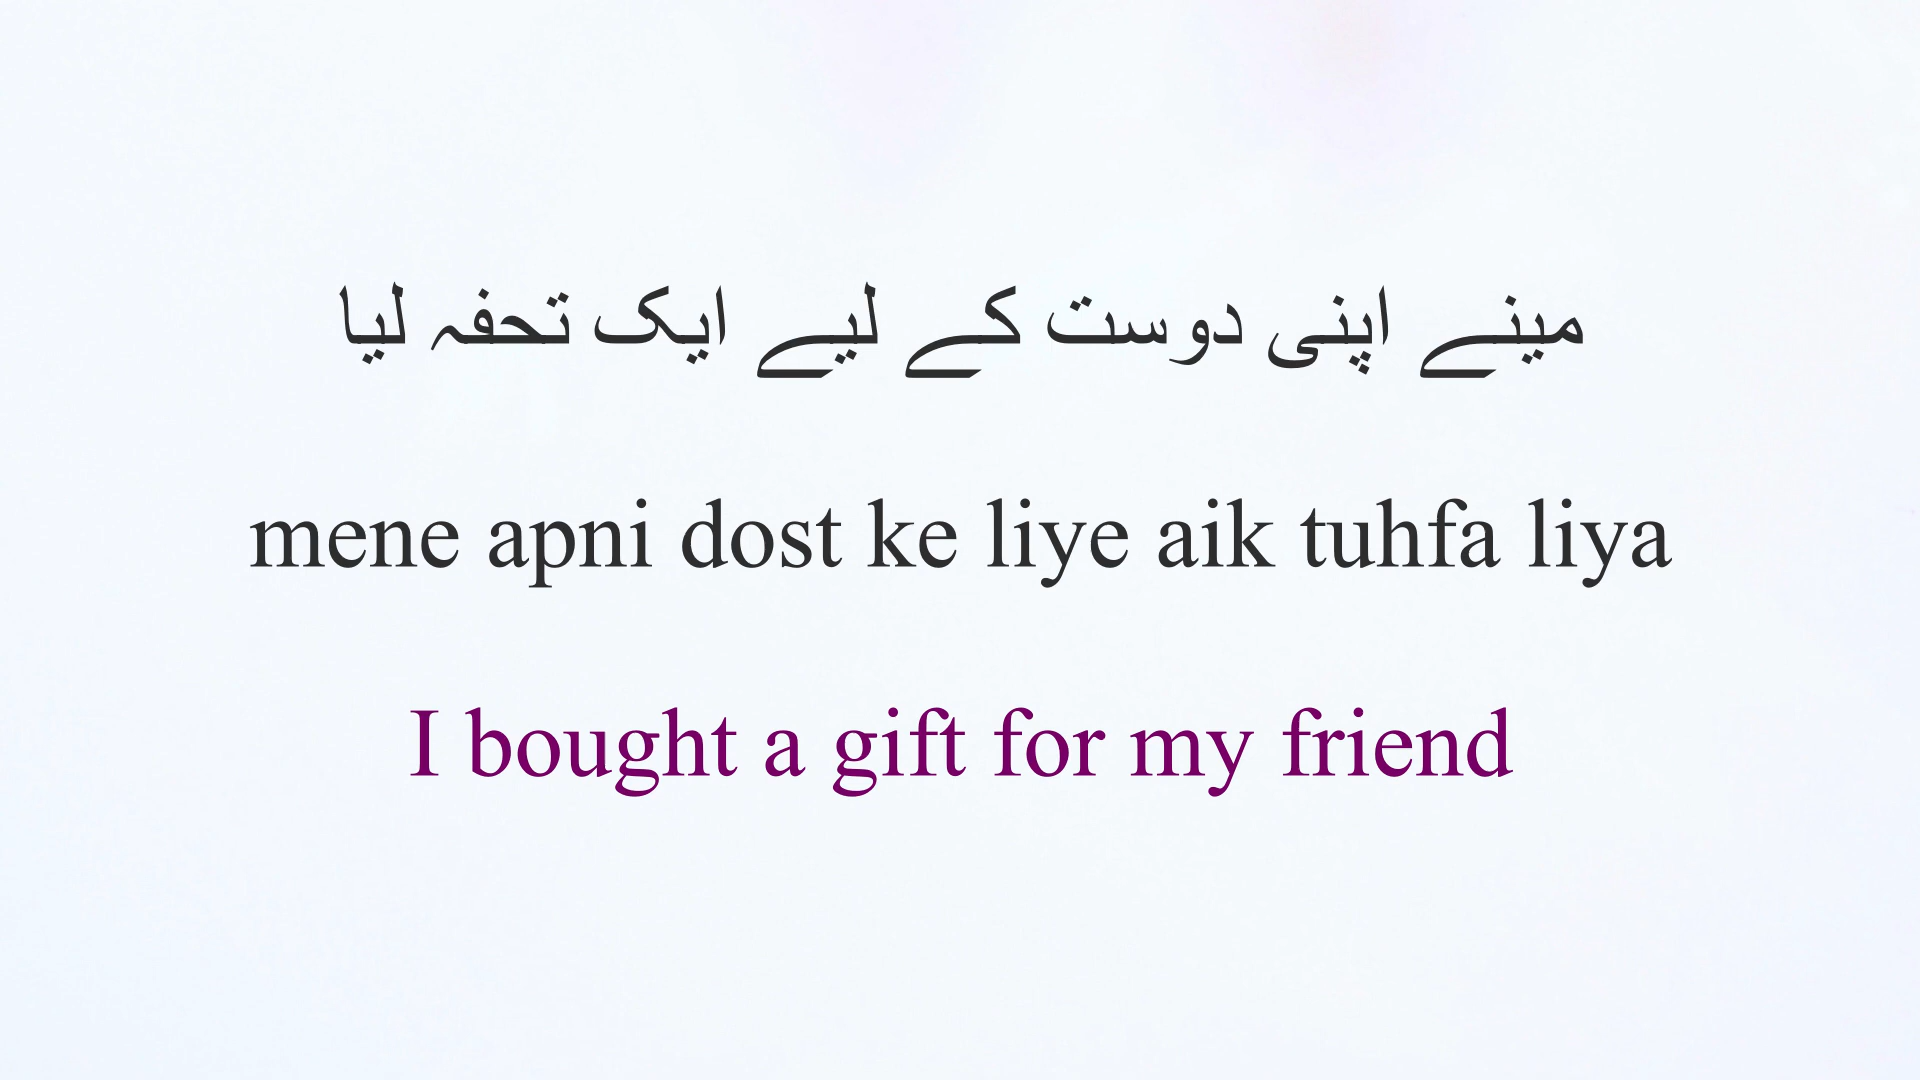 مینے اپنی دوست کے لیے ایک تحفہ لیا
mene apni dost ke liye aik tuhfa liya
I bought a gift for my friend